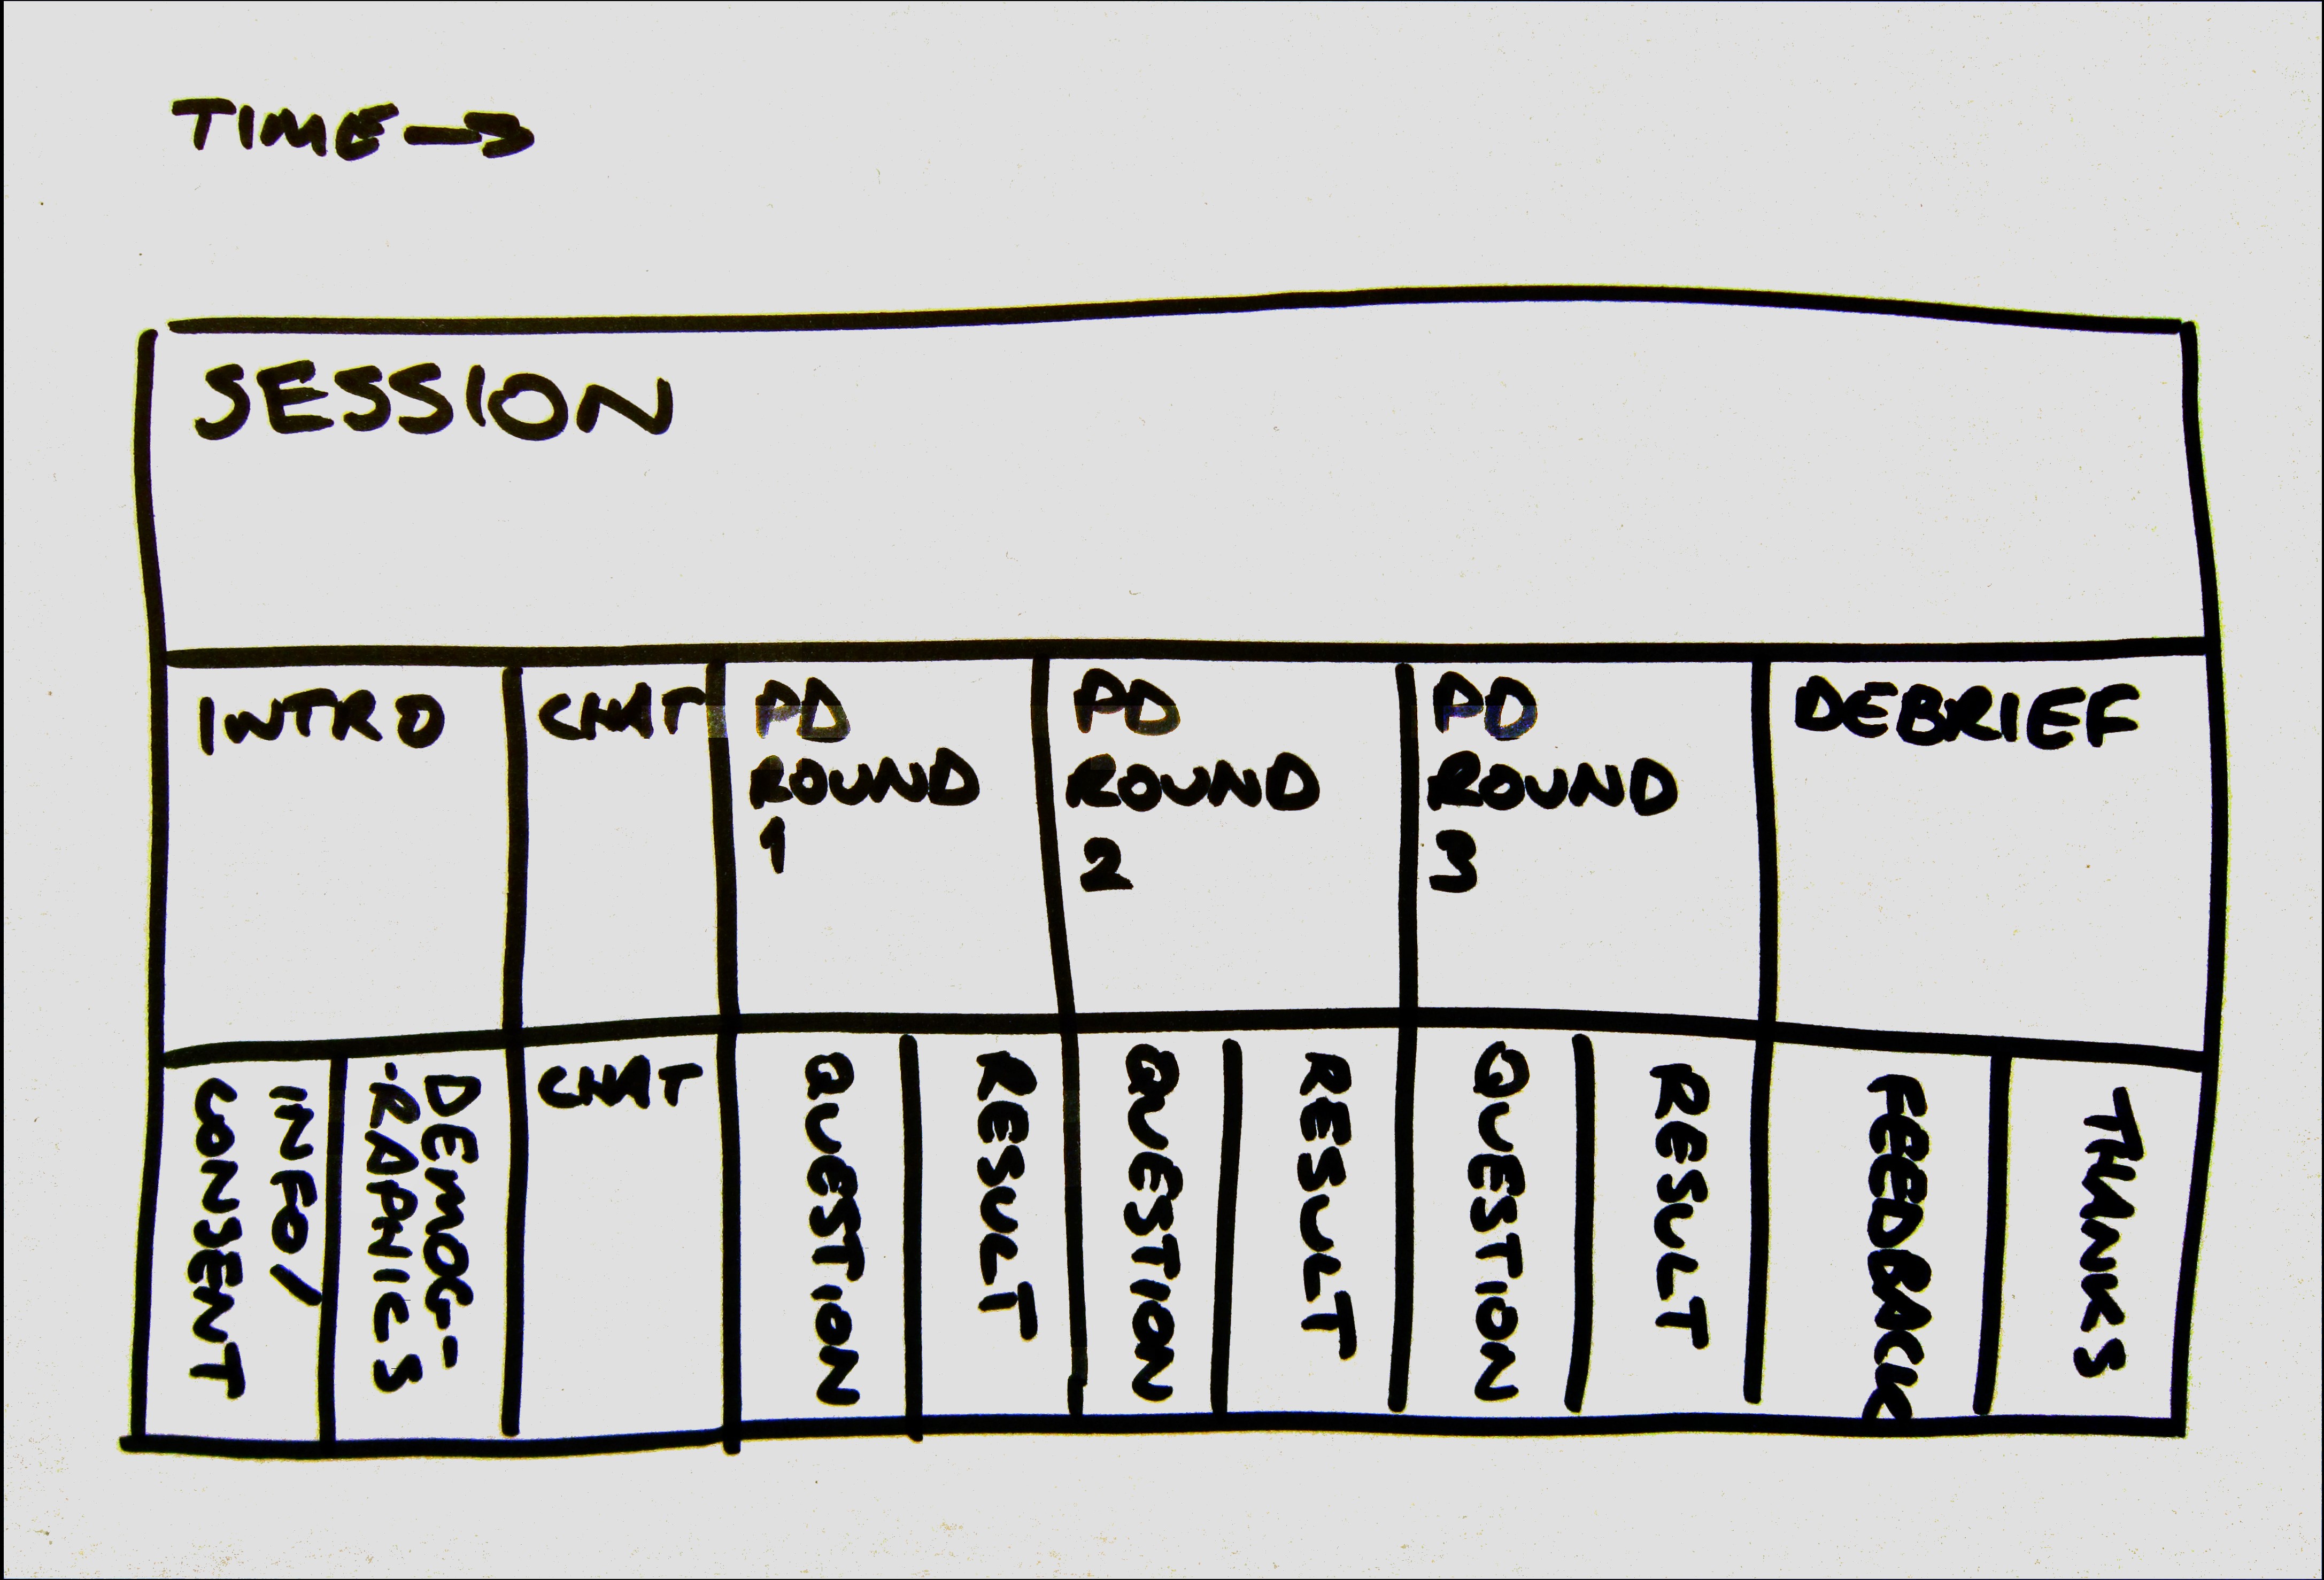 TIME →
SESSION
INTRO
CHAT
PD
ROUND
1
PD
ROUND
2
PD
ROUND
3
DEBRIEF
INFO/
CONSENT
DEMOG-
RAPHICS
CHAT
QUESTION
RESULT
QUESTION
RESULT
QUESTION
RESULT
FEEDBACK
THANKS